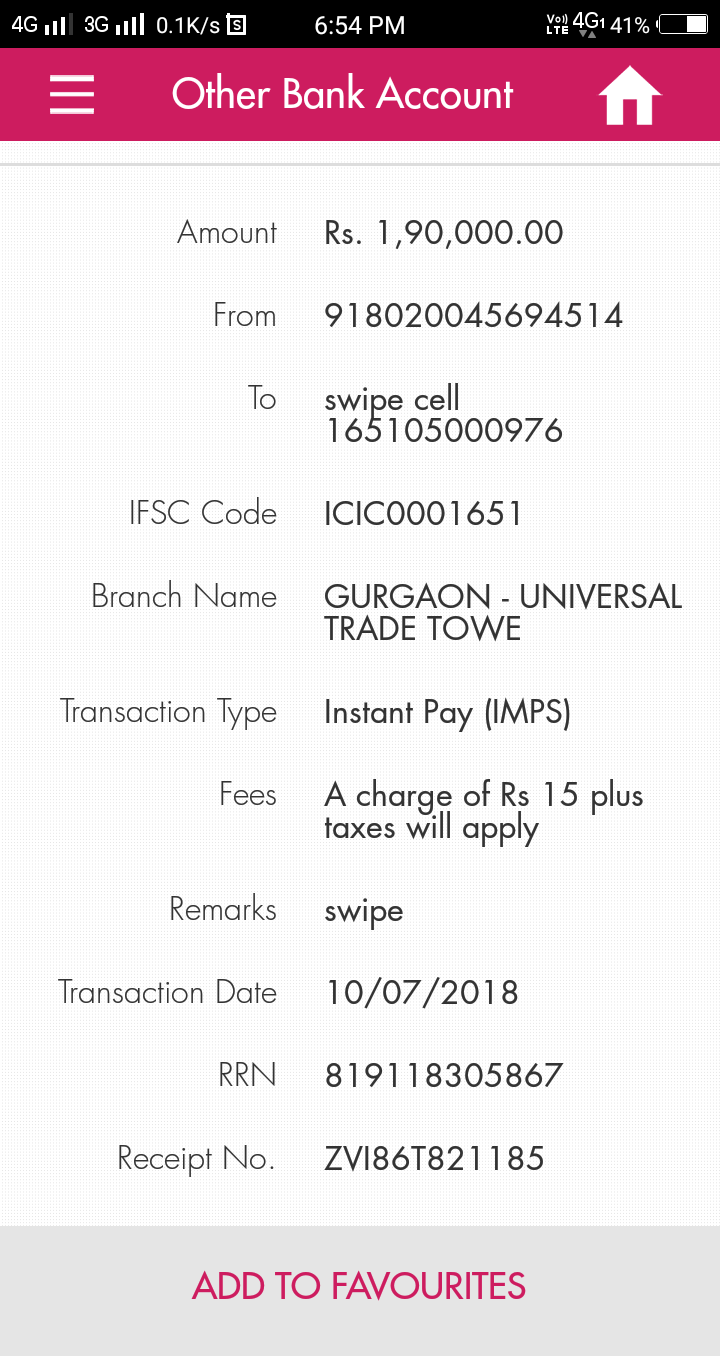 4G 3G 0.1K/s S 6:54 PM Vo)) LTE 4G1 41%
Other Bank Account
Amount Rs. 1,90,000.00
From 918020045694514
To swipe cell
165105000976
IFSC Code ICIC0001651
Branch Name GURGAON - UNIVERSAL
TRADE TOWE
Transaction Type Instant Pay (IMPS)
Fees A charge of Rs 15 plus
taxes will apply
Remarks swipe
Transaction Date 10/07/2018
RRN 819118305867
Receipt No. ZVI86T821185
ADD TO FAVOURITES